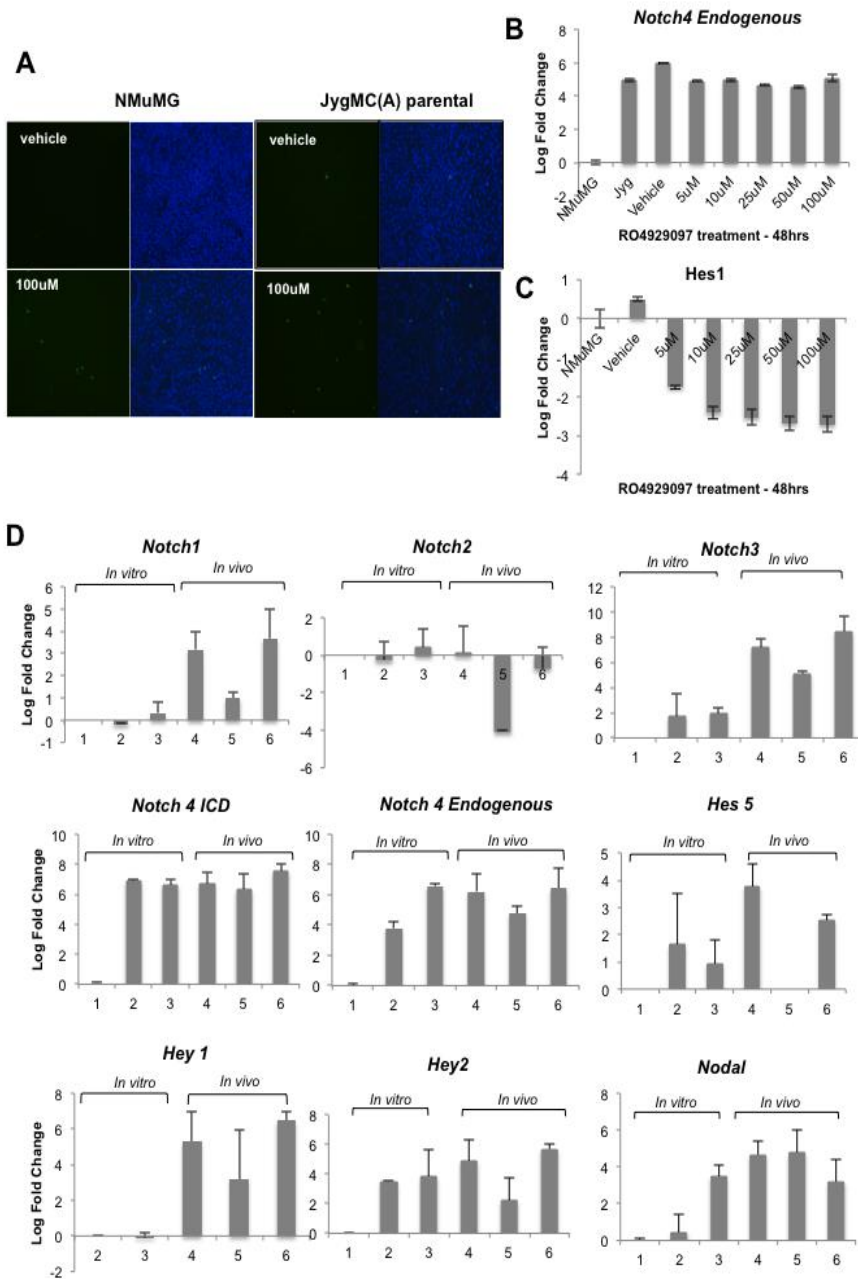 A
NMuMG
JygMC(A) parental
vehicle
vehicle
100uM
100uM
B
Notch4 Endogenous
Log Fold Change
8
6
4
2
0
-2
NMuMG
Jyg
Vehicle
5uM
10uM
25uM
50uM
100uM
RO4929097 treatment - 48hrs
C
Hes1
Log Fold Change
1
0
-1
-2
-3
-4
NMuMG
Vehicle
5uM
10uM
25uM
50uM
100uM
RO4929097 treatment - 48hrs
D
Notch1
In vitro
In vivo
Log Fold Change
6
5
4
3
2
1
0
-1
1 2 3 4 5 6
Notch2
In vitro
In vivo
2
0
-2
-4
-6
1 2 3 4 5 6
Notch3
In vitro
In vivo
12
10
8
6
4
2
0
1 2 3 4 5 6
Notch 4 ICD
In vitro
In vivo
Log Fold Change
10
8
6
4
2
0
1 2 3 4 5 6
Notch 4 Endogenous
In vitro
In vivo
10
8
6
4
2
0
1 2 3 4 5 6
Hes 5
In vitro
In vivo
5
4
3
2
1
0
1 2 3 4 5 6
Hey 1
In vitro
In vivo
Log Fold Change
8
6
4
2
0
-2
2 3 4 5 6
Hey2
In vitro
In vivo
8
6
4
2
0
1 2 3 4 5 6
Nodal
In vitro
In vivo
8
6
4
2
0
1 2 3 4 5 6